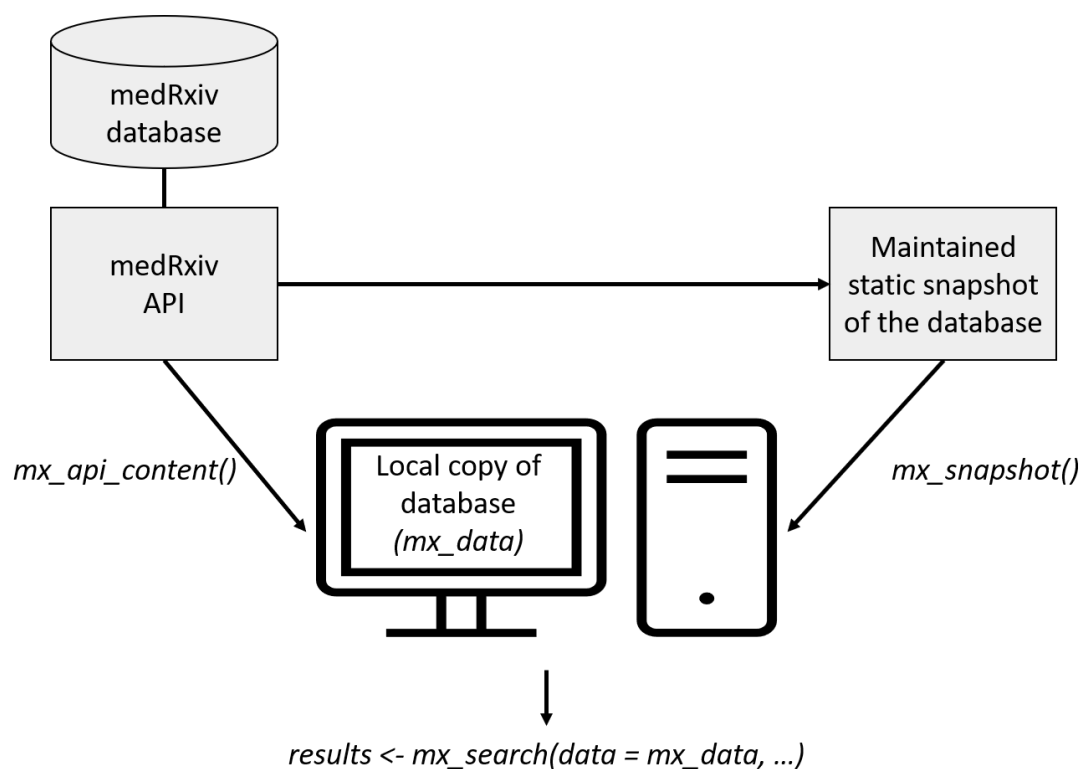 medRxiv
database
medRxiv
API
Maintained
static snapshot
of the database
mx_api_content()
Local copy of
database
(mx_data)
mx_snapshot()
results <- mx_search(data = mx_data, ...)